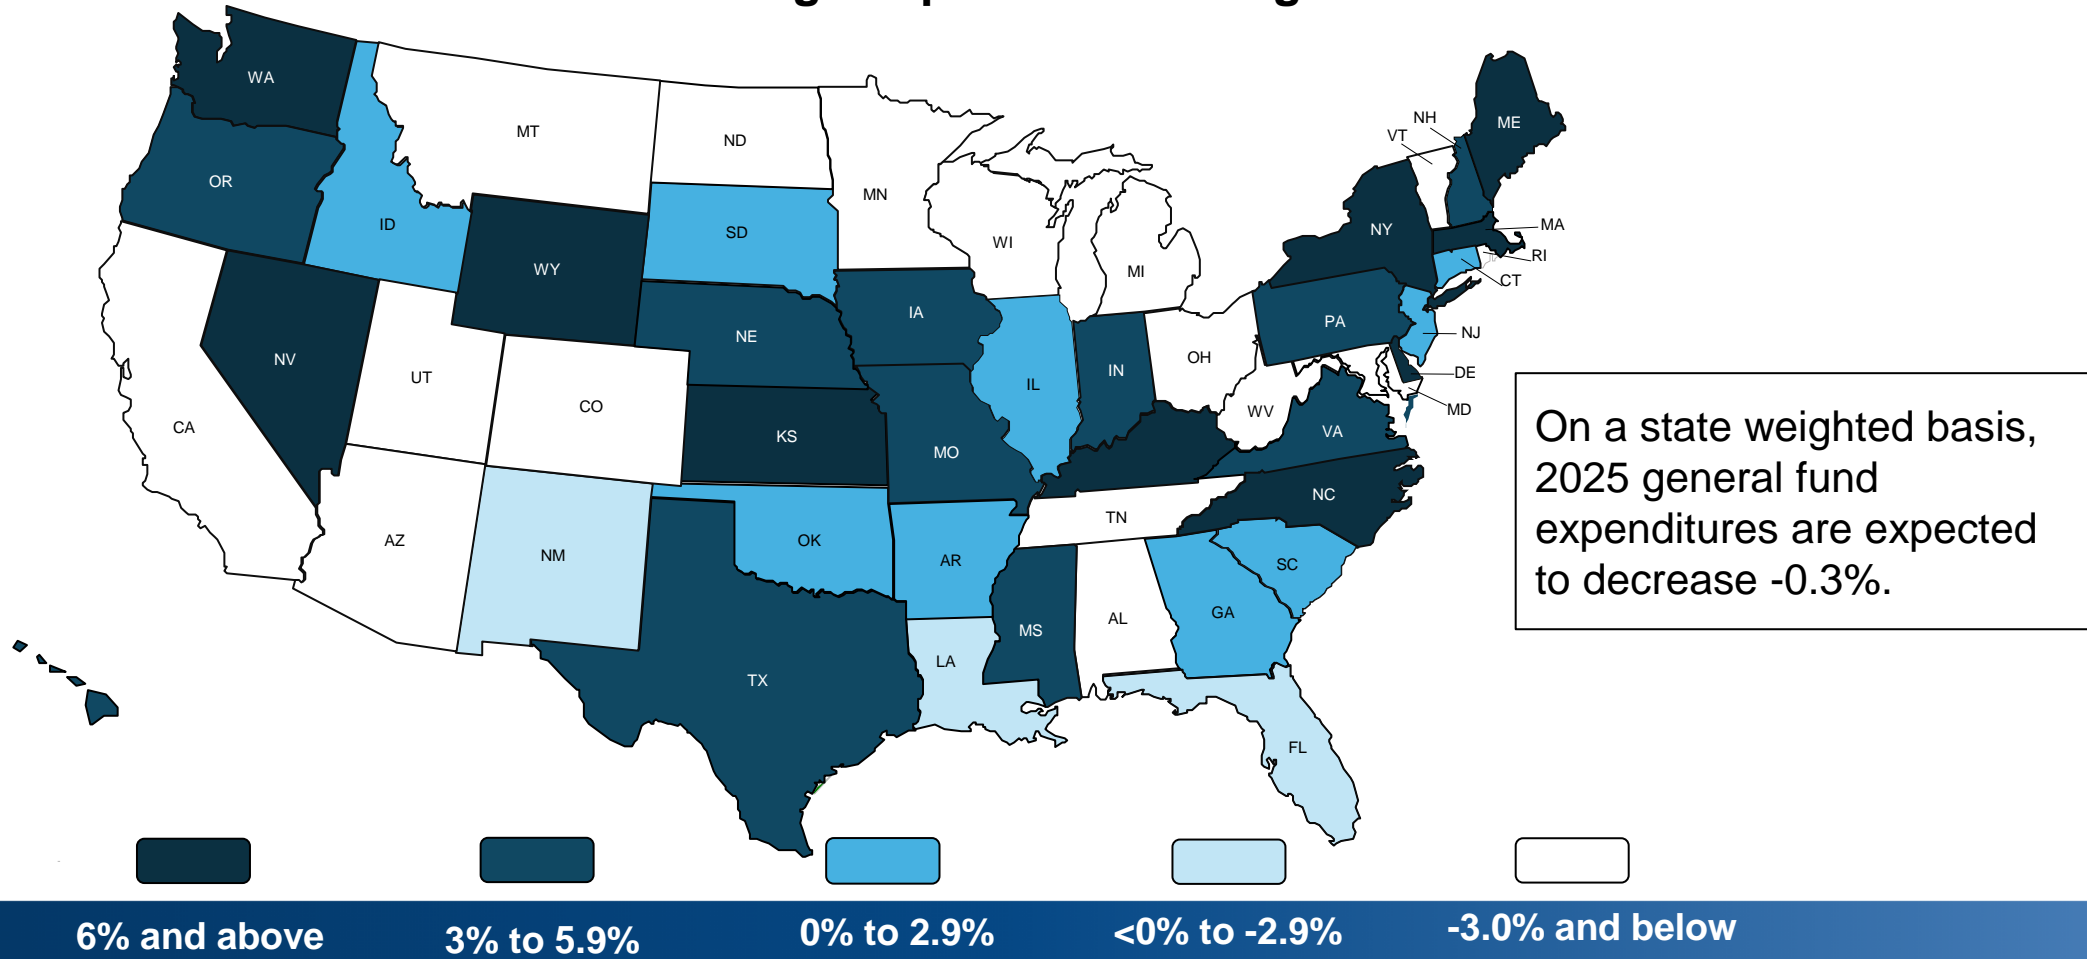 WA
MT
ND
MN
OR
ID
SD
WI
MI
NH
VT
ME
NY
MA
RI
CT
WY
IA
NE
PA
NJ
NV
UT
CO
IL
IN
OH
DE
MD
CA
KS
MO
WV
VA
AZ
NM
OK
AR
TN
NC
SC
GA
AL
MS
LA
TX
FL
On a state weighted basis,
2025 general fund
expenditures are expected
to decrease -0.3%.
6% and above
3% to 5.9%
0% to 2.9%
<0% to -2.9%
-3.0% and below